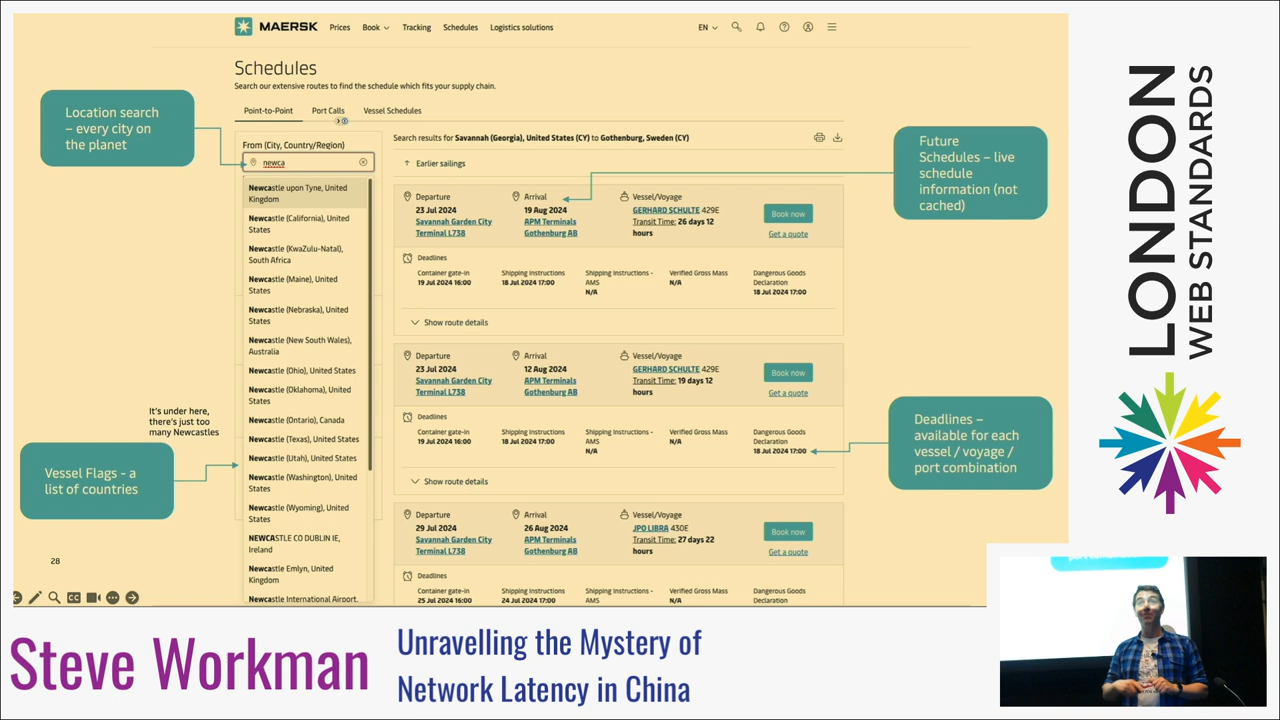 MAERSK
Prices
Book
Tracking
Schedules
Logistics solutions
EN
Schedules
Search our extensive routes to find the schedule which fits your supply chain.
Point-to-Point
Port Calls
Vessel Schedules
Location search
– every city on
the planet
From (City, Country/Region)
newca
Newcastle upon Tyne, United
Kingdom
Newcastle (California), United
States
Newcastle (KwaZulu-Natal),
South Africa
Newcastle (Maine), United
States
Newcastle (Nebraska), United
States
Newcastle (New South Wales),
Australia
Newcastle (Ohio), United States
Newcastle (Oklahoma), United
States
Newcastle (Ontario), Canada
Newcastle (Texas), United States
Newcastle (Utah), United States
Newcastle (Washington), United
States
Newcastle (Wyoming), United
States
NEWCASTLE CO DUBLIN IE,
Ireland
Newcastle Emlyn, United
Kingdom
Newcastle International Airport,
It's under here,
there's just too
many Newcastles
Vessel Flags - a
list of countries
28
Search results for Savannah (Georgia), United States (CY) to Gothenburg, Sweden (CY)
Earlier sailings
Departure
23 Jul 2024
Savannah Garden City
Terminal L738
Arrival
19 Aug 2024
APM Terminals
Gothenburg AB
Vessel/Voyage
GERHARD SCHULTE 429E
Transit Time: 26 days 12
hours
Book now
Get a quote
Deadlines
Container gate-in
19 Jul 2024 16:00
Shipping Instructions
18 Jul 2024 17:00
Shipping Instructions -
AMS
N/A
Verified Gross Mass
N/A
Dangerous Goods
Declaration
18 Jul 2024 17:00
Show route details
Departure
23 Jul 2024
Savannah Garden City
Terminal L738
Arrival
12 Aug 2024
APM Terminals
Gothenburg AB
Vessel/Voyage
GERHARD SCHULTE 429E
Transit Time: 19 days 12
hours
Book now
Get a quote
Deadlines
Container gate-in
19 Jul 2024 16:00
Shipping Instructions
18 Jul 2024 17:00
Shipping Instructions -
AMS
N/A
Verified Gross Mass
N/A
Dangerous Goods
Declaration
18 Jul 2024 17:00
Show route details
Departure
29 Jul 2024
Savannah Garden City
Terminal L738
Arrival
26 Aug 2024
APM Terminals
Gothenburg AB
Vessel/Voyage
JPO LIBRA 430E
Transit Time: 27 days 22
hours
Book now
Get a quote
Deadlines
Container gate-in
25 Jul 2024 16:00
Shipping Instructions
24 Jul 2024 17:00
Shipping Instructions -
AMS
Verified Gross Mass
N/A
Dangerous Goods
Declaration
Future
Schedules – live
schedule
information (not
cached)
Deadlines –
available for each
vessel / voyage /
port combination
LONDON
WEB STANDARDS
Steve Workman
Unravelling the Mystery of
Network Latency in China